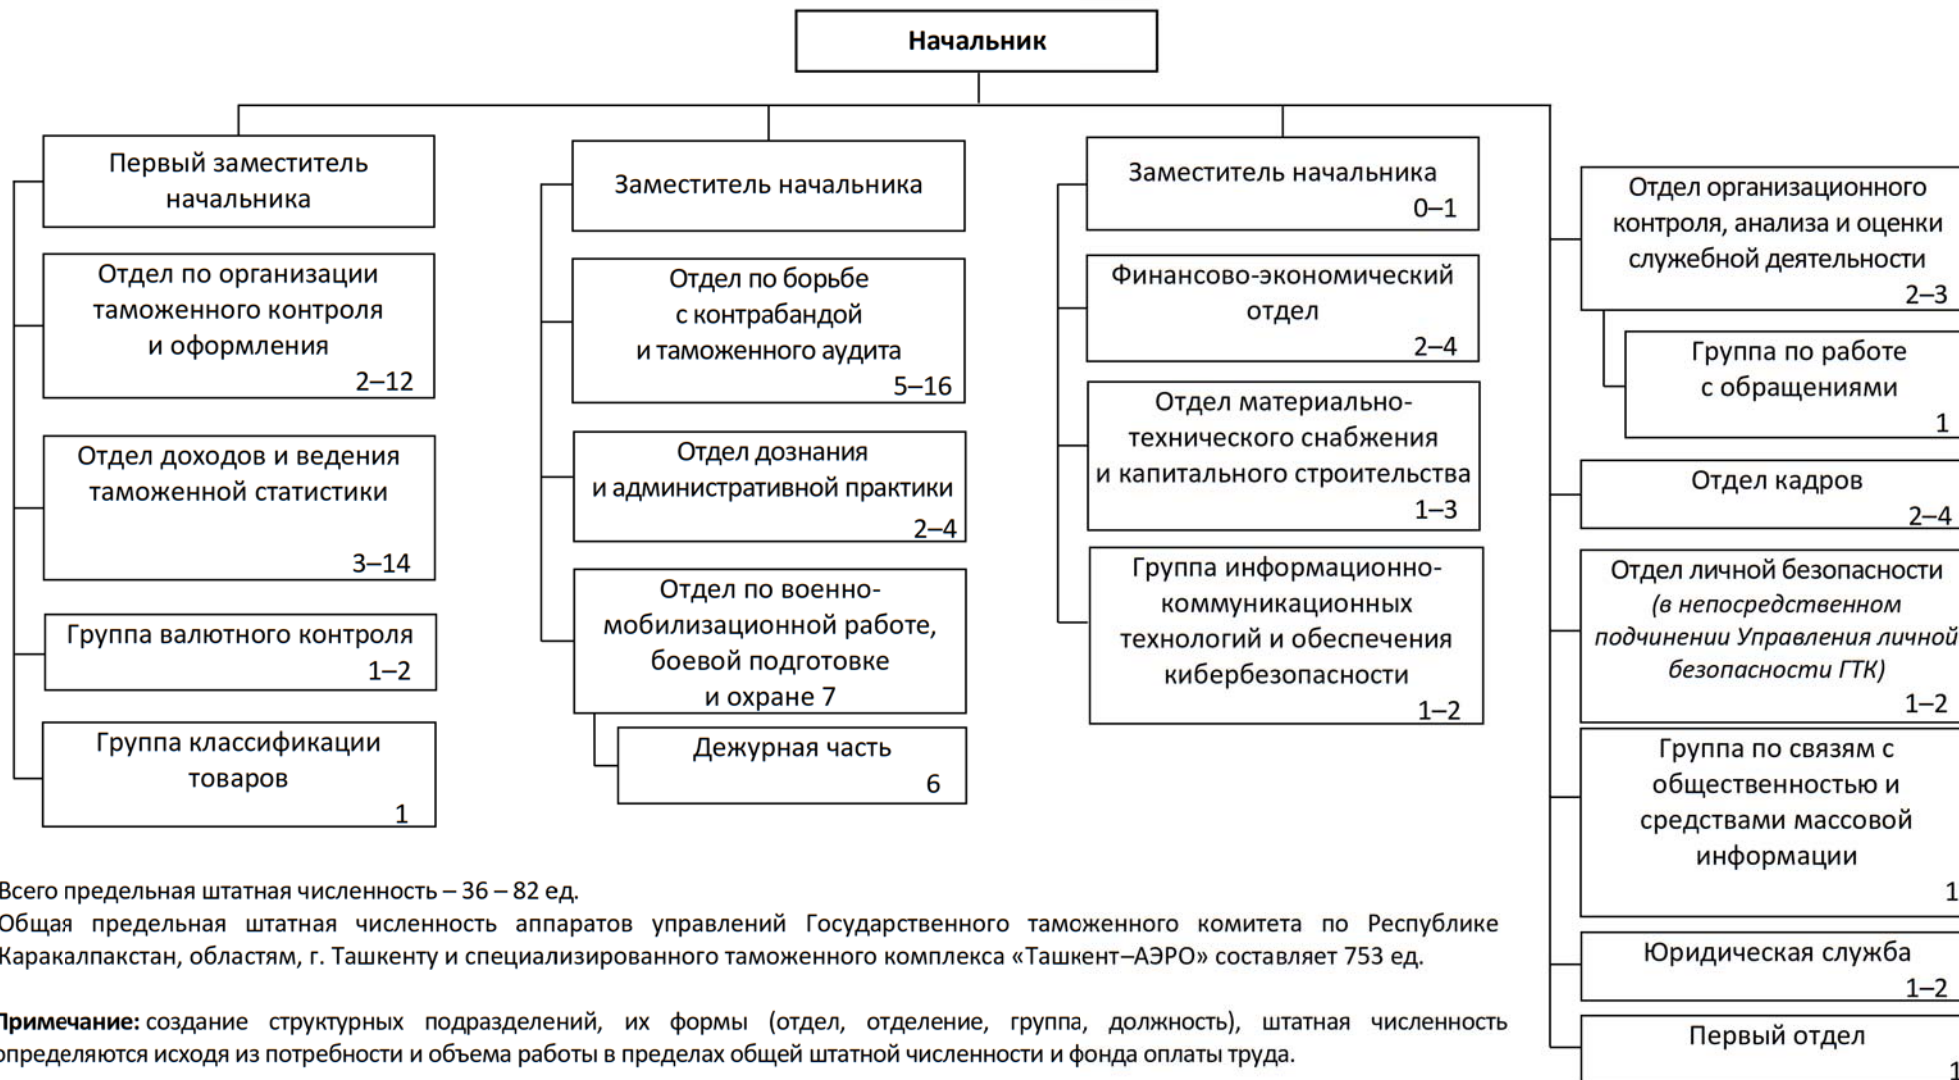 Начальник
Первый заместитель
начальника
Отдел по организации
таможенного контроля
и оформления
2–12
Отдел доходов и ведения
таможенной статистики
3–14
Группа валютного контроля
1–2
Группа классификации
товаров
1
Заместитель начальника
Отдел по борьбе
с контрабандой
и таможенного аудита
5–16
Отдел дознания
и административной практики
2–4
Отдел по военно-
мобилизационной работе,
боевой подготовке
и охране 7
Дежурная часть
6
Заместитель начальника
0–1
Финансово-экономический
отдел
2–4
Отдел материально-
технического снабжения
и капитального строительства
1–3
Группа информационно-
коммуникационных
технологий и обеспечения
кибербезопасности
1–2
Отдел организационного
контроля, анализа и оценки
служебной деятельности
2–3
Группа по работе
с обращениями
1
Отдел кадров
2–4
Отдел личной безопасности
(в непосредственном
подчинении Управления личной
безопасности ГТК)
1–2
Группа по связям с
общественностью и
средствами массовой
информации
1
Юридическая служба
1–2
Первый отдел
1
Всего предельная штатная численность – 36 – 82 ед.
Общая предельная штатная численность аппаратов управлений Государственного таможенного комитета по Республике
Каракалпакстан, областям, г. Ташкенту и специализированного таможенного комплекса «Ташкент–АЭРО» составляет 753 ед.
Примечание: создание структурных подразделений, их формы (отдел, отделение, группа, должность), штатная численность
определяются исходя из потребности и объема работы в пределах общей штатной численности и фонда оплаты труда.